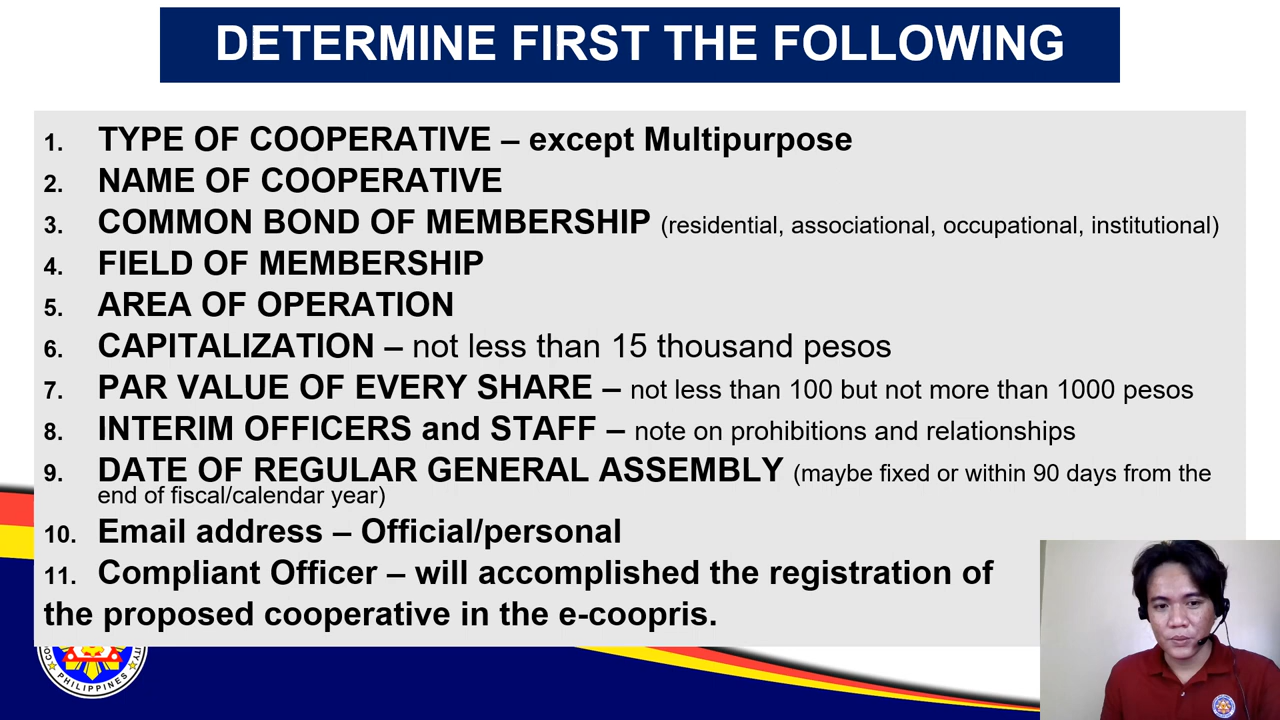 DETERMINE FIRST THE FOLLOWING
1. TYPE OF COOPERATIVE – except Multipurpose
2. NAME OF COOPERATIVE
3. COMMON BOND OF MEMBERSHIP (residential, associational, occupational, institutional)
4. FIELD OF MEMBERSHIP
5. AREA OF OPERATION
6. CAPITALIZATION – not less than 15 thousand pesos
7. PAR VALUE OF EVERY SHARE – not less than 100 but not more than 1000 pesos
8. INTERIM OFFICERS and STAFF – note on prohibitions and relationships
9. DATE OF REGULAR GENERAL ASSEMBLY (maybe fixed or within 90 days from the
end of fiscal/calendar year)
10. Email address – Official/personal
11. Compliant Officer – will accomplished the registration of
the proposed cooperative in the e-coopris.
PHILIPPINES